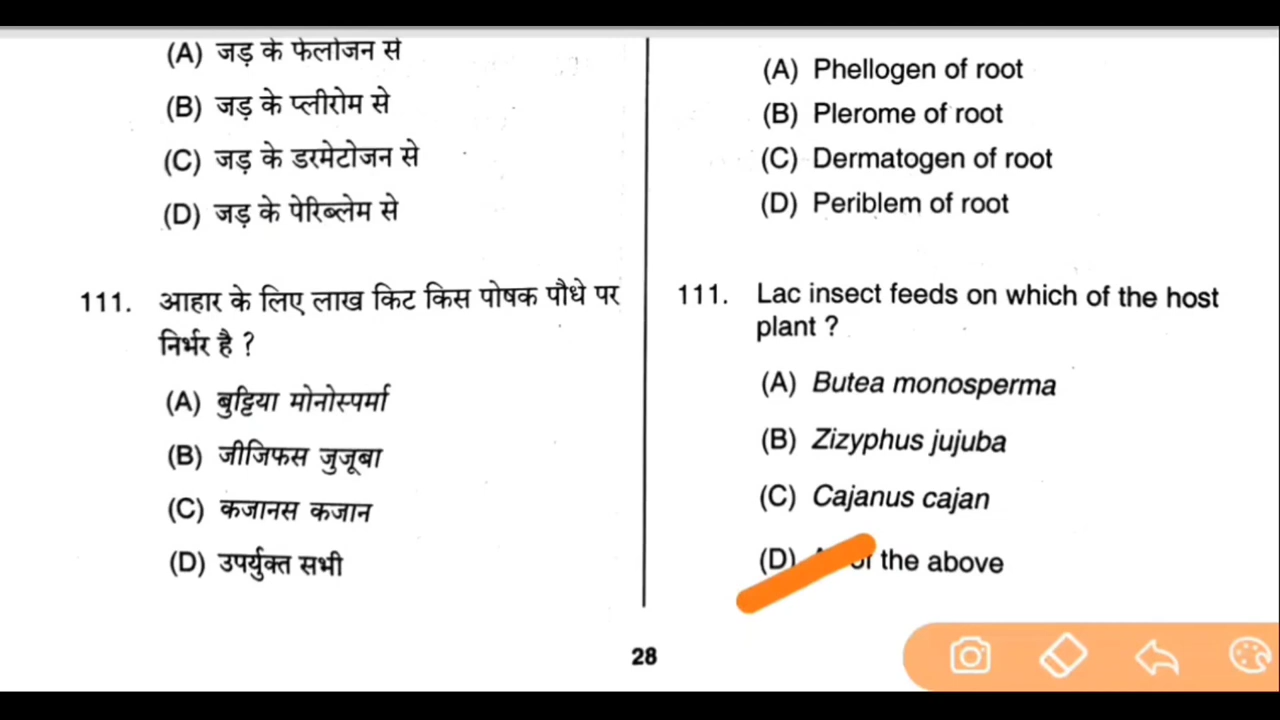 (A) जड़ के फेलोजन से
(B) जड़ के प्लीरोम से
(C) जड़ के डरमेटोजन से
(D) जड़ के पेरिब्लेम से
111. आहार के लिए लाख किट किस पोषक पौधे पर
निर्भर है ?
(A) बुट्टिया मोनोस्पर्मा
(B) जीजिफस जुजूबा
(C) कजानस कजान
(D) उपर्युक्त सभी
(A) Phellogen of root
(B) Plerome of root
(C) Dermatogen of root
(D) Periblem of root
111. Lac insect feeds on which of the host
plant ?
(A) Butea monosperma
(B) Zizyphus jujuba
(C) Cajanus cajan
(D) of the above
28